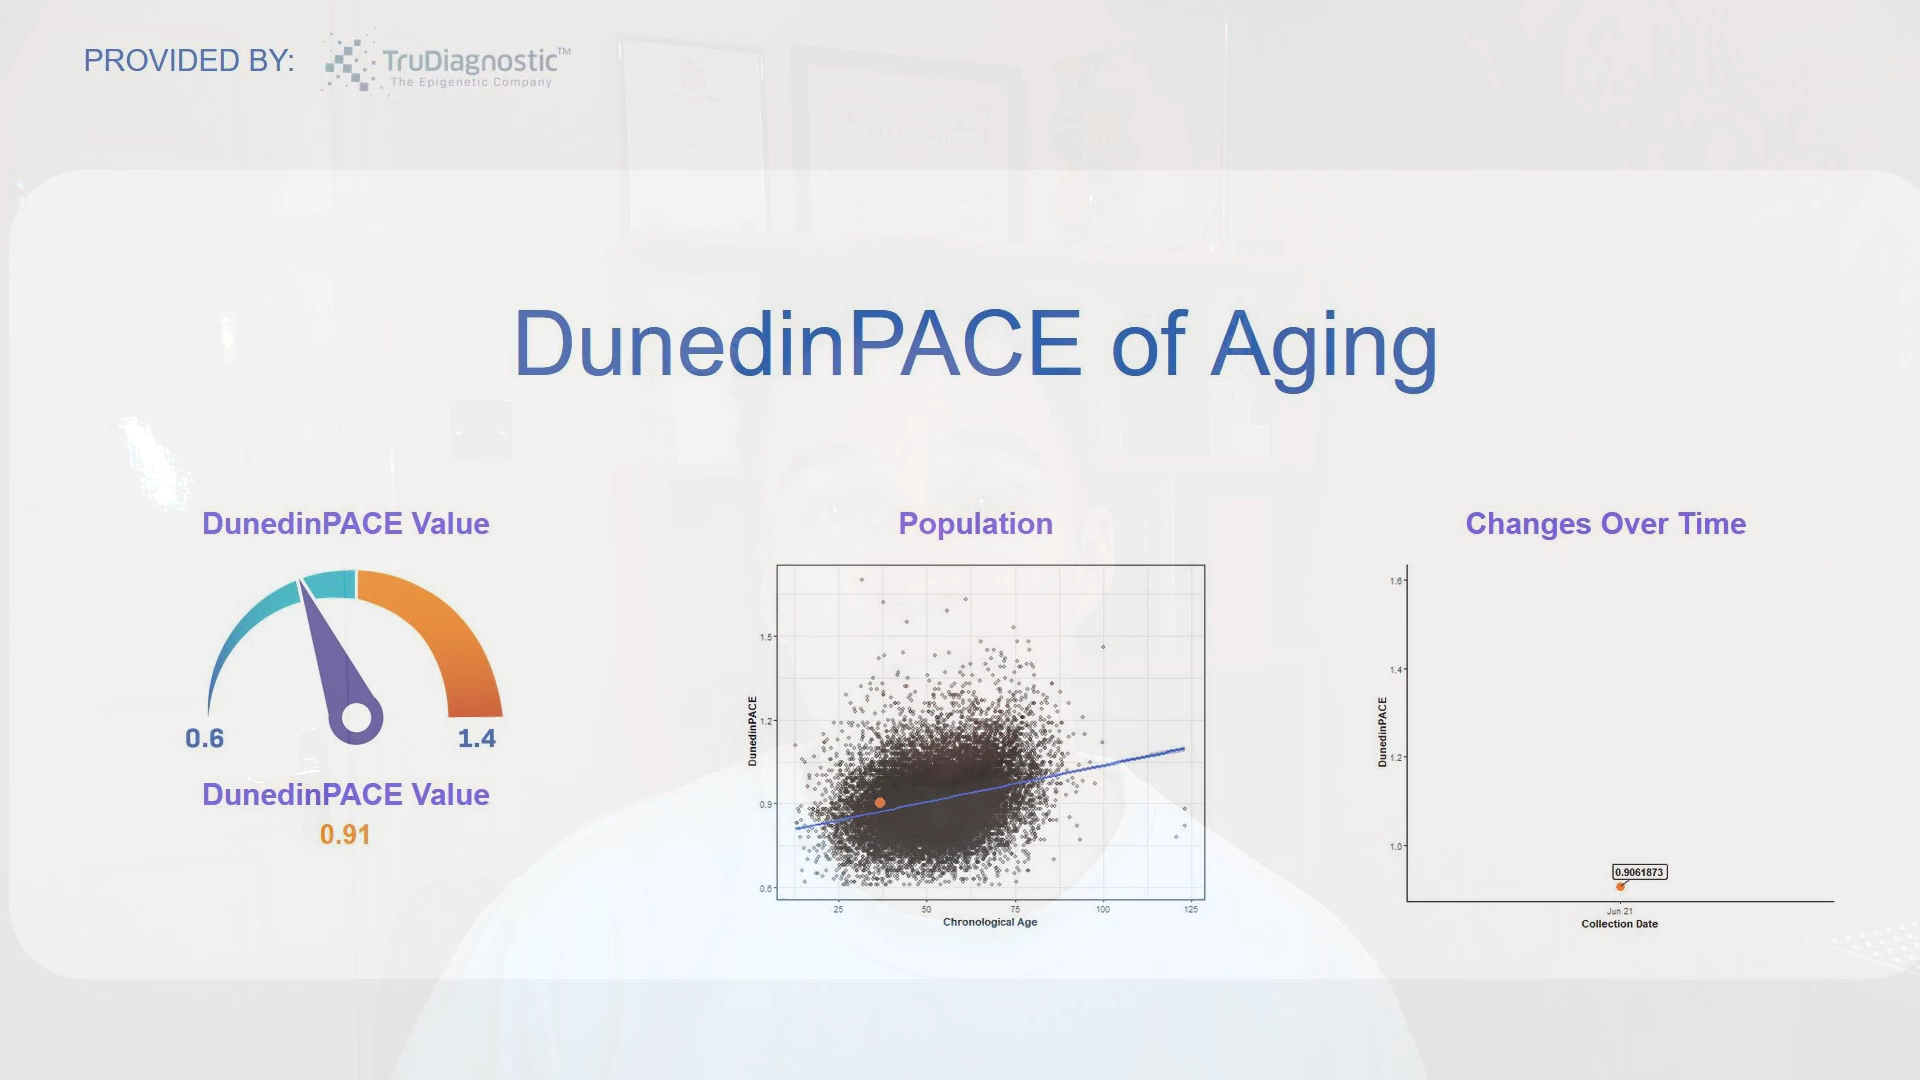 PROVIDED BY:
TruDiagnostic™
The Epigenetic Company
DunedinPACE of Aging
DunedinPACE Value
0.6
1.4
DunedinPACE Value
0.91
Population
DunedinPACE
1.5
1.2
0.9
0.6
25 50 75 100 125
Chronological Age
Changes Over Time
DunedinPACE
1.6
1.4
1.2
1.0
0.9061873
Jun 21
Collection Date